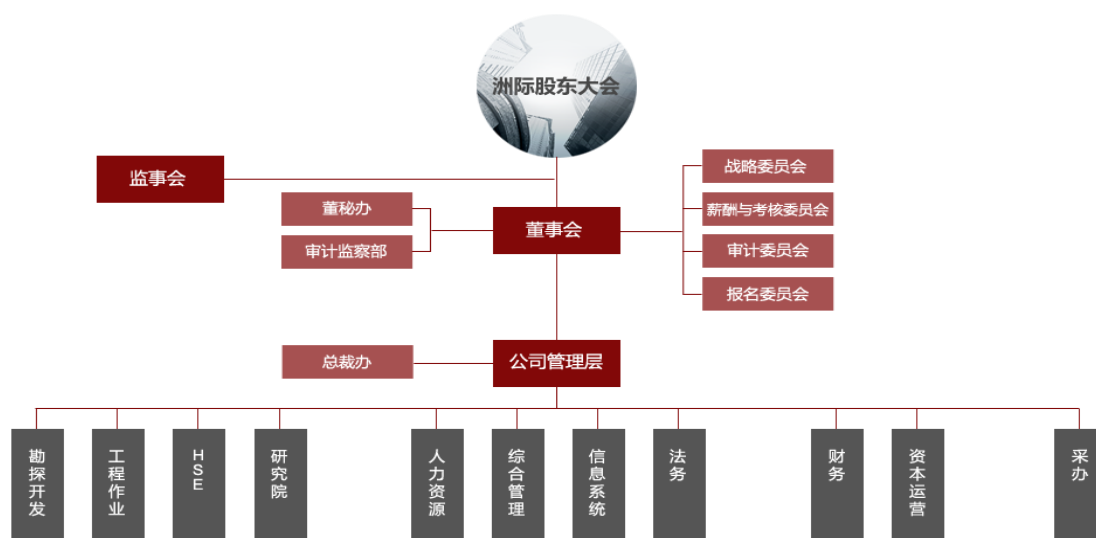 洲际股东大会
监事会
战略委员会
董秘办
薪酬与考核委员会
董事会
审计监察部
审计委员会
报名委员会
总裁办
公司管理层
勘探开发
工程作业
HSE
研究院
人力资源
综合管理
信息系统
法务
财务
资本运营
采办